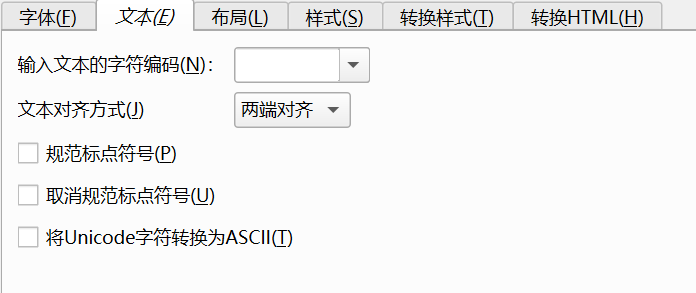 字体(F) 文本(E) 布局(L) 样式(S) 转换样式(T) 转换HTML(H)
输入文本的字符编码(N)：
文本对齐方式(J) 两端对齐
规范标点符号(P)
取消规范标点符号(U)
将Unicode字符转换为ASCII(T)